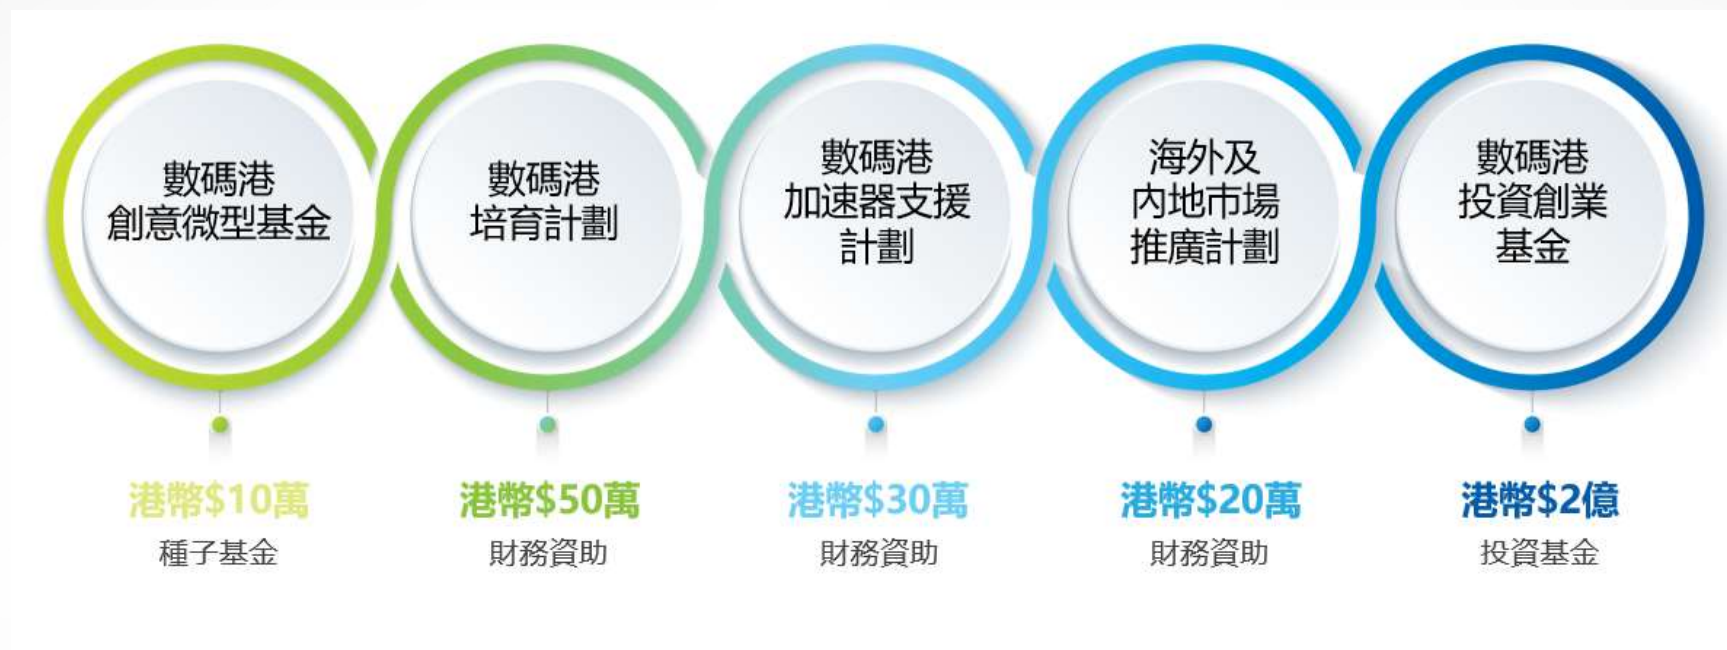 數碼港
創意微型基金
數碼港
培育計劃
數碼港
加速器支援
計劃
海外及
內地市場
推廣計劃
數碼港
投資創業
基金
港幣$10萬
種子基金
港幣$50萬
財務資助
港幣$30萬
財務資助
港幣$20萬
財務資助
港幣$2億
投資基金